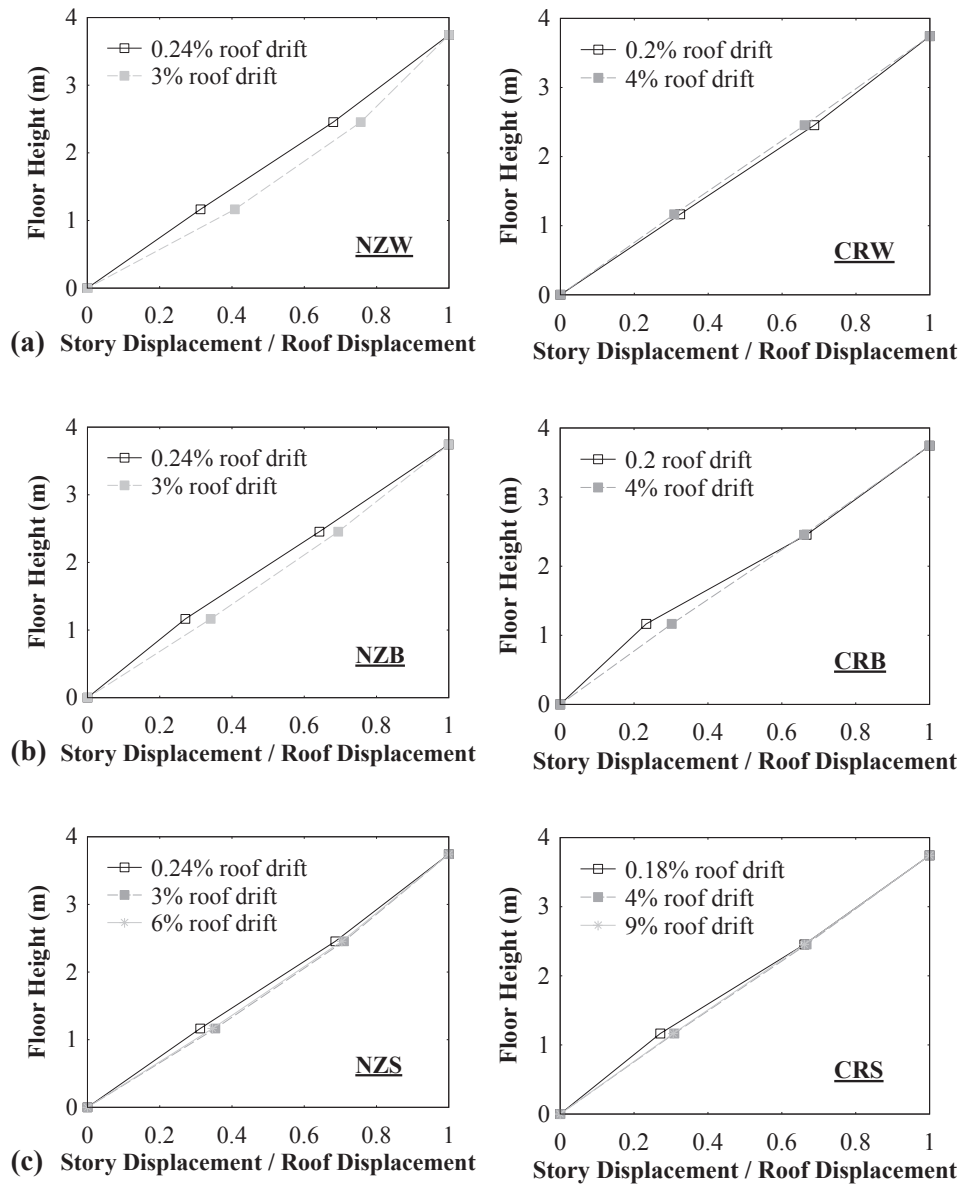 4
0.24% roof drift
3% roof drift
3
2
1
0
Floor Height (m)
NZW
0 0.2 0.4 0.6 0.8 1
(a) Story Displacement / Roof Displacement
4
0.2% roof drift
4% roof drift
3
2
1
0
Floor Height (m)
CRW
0 0.2 0.4 0.6 0.8 1
Story Displacement / Roof Displacement
4
0.24% roof drift
3% roof drift
3
2
1
0
Floor Height (m)
NZB
0 0.2 0.4 0.6 0.8 1
(b) Story Displacement / Roof Displacement
4
0.2 roof drift
4% roof drift
3
2
1
0
Floor Height (m)
CRB
0 0.2 0.4 0.6 0.8 1
Story Displacement / Roof Displacement
4
0.24% roof drift
3% roof drift
6% roof drift
3
2
1
0
Floor Height (m)
NZS
0 0.2 0.4 0.6 0.8 1
(c) Story Displacement / Roof Displacement
4
0.18% roof drift
4% roof drift
9% roof drift
3
2
1
0
Floor Height (m)
CRS
0 0.2 0.4 0.6 0.8 1
Story Displacement / Roof Displacement